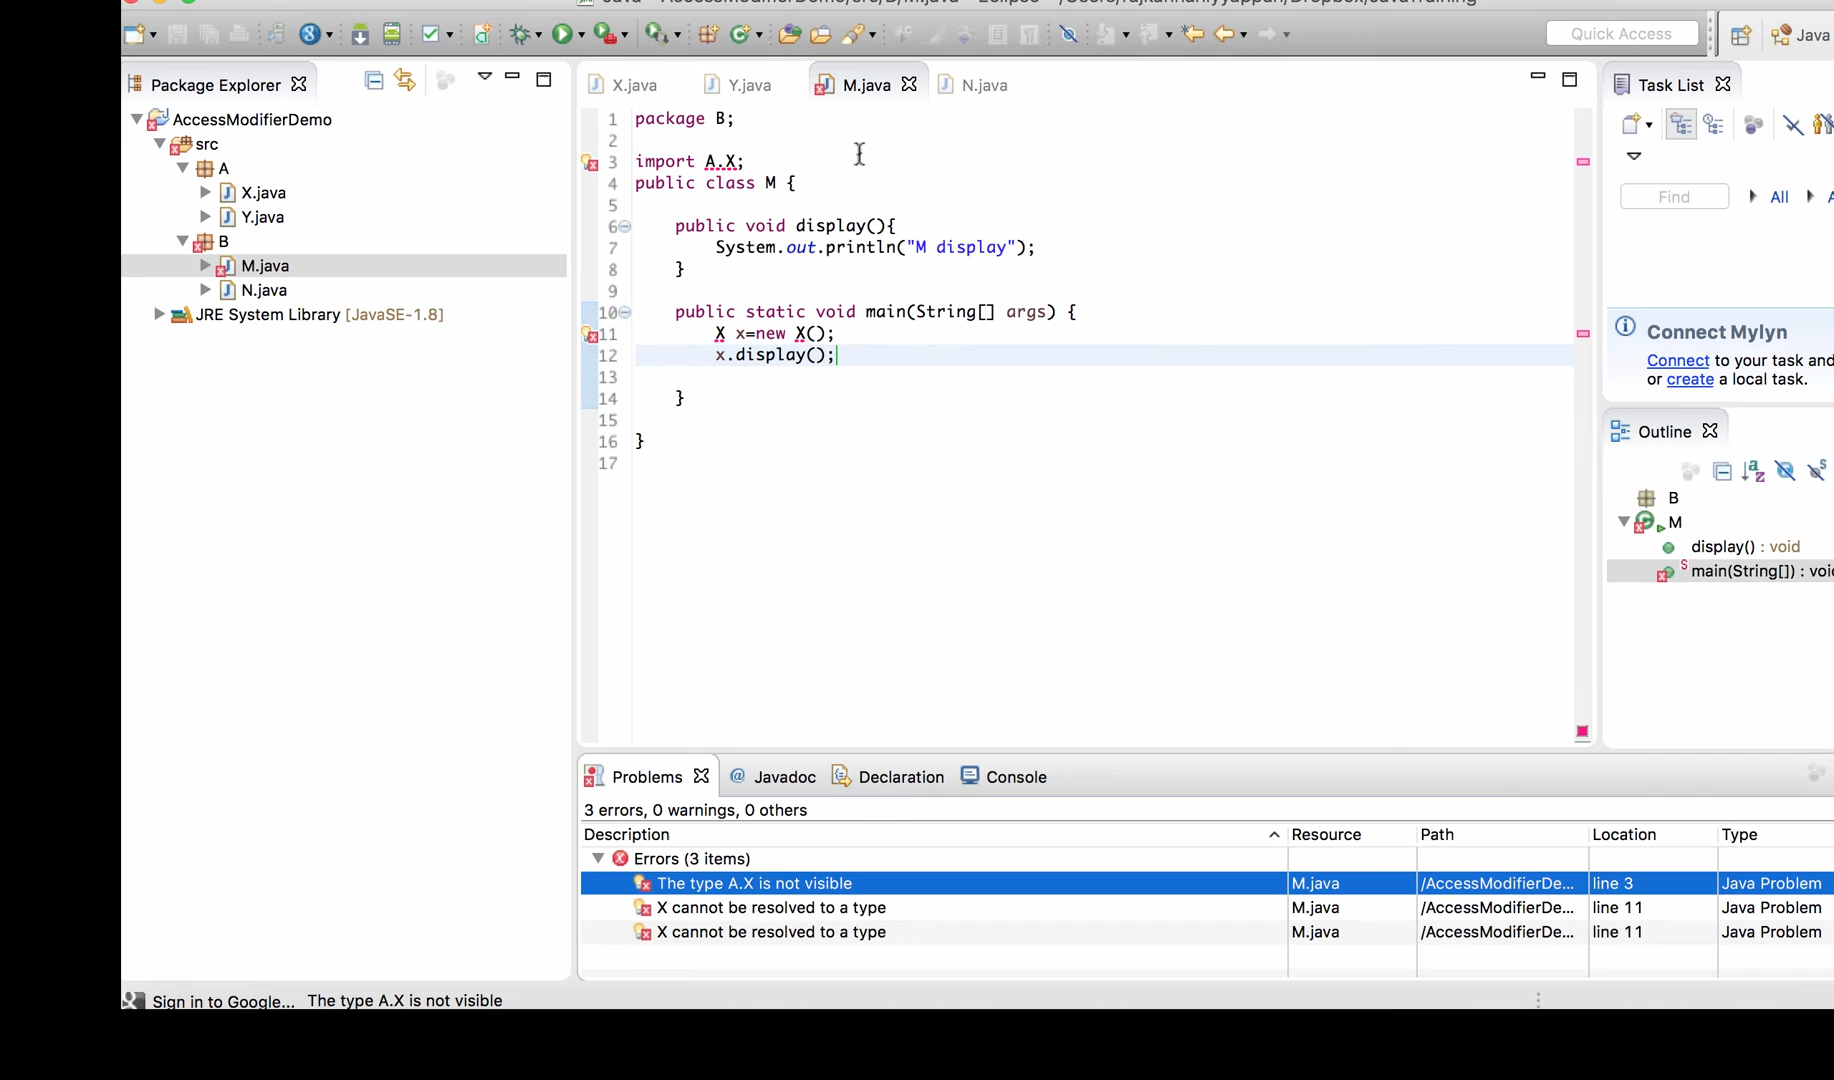 Quick Access
Java
Package Explorer
AccessModifierDemo
src
A
X.java
Y.java
B
M.java
N.java
JRE System Library [JavaSE-1.8]
X.java
Y.java
M.java
N.java
1 package B;
2
3 import A.X;
4 public class M {
5
6 public void display(){
7 System.out.println("M display");
8 }
9
10 public static void main(String[] args) {
11 X x=new X();
12 x.display();
13
14 }
15
16 }
17
Task List
Find
All
Connect Mylyn
Connect to your task and
or create a local task.
Outline
B
M
display() : void
main(String[]) : voi
Problems
@ Javadoc
Declaration
Console
3 errors, 0 warnings, 0 others
Description Resource Path Location Type
Errors (3 items)
The type A.X is not visible M.java /AccessModifierDe... line 3 Java Problem
X cannot be resolved to a type M.java /AccessModifierDe... line 11 Java Problem
X cannot be resolved to a type M.java /AccessModifierDe... line 11 Java Problem
Sign in to Google... The type A.X is not visible